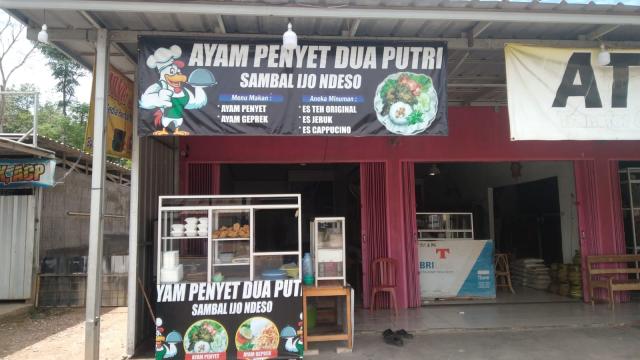 AYAM PENYET DUA PUTRI
SAMBAL IJO NDESO
Menu Makan :
* AYAM PENYET
* AYAM GEPREK
Aneka Minuman :
* ES TEH ORIGINAL
* ES JERUK
* ES CAPPUCINO
AT
BRI
YAM PENYET DUA PUTRI
SAMBAL IJO NDESO
AYAM PENYET
AYAM GEPREK